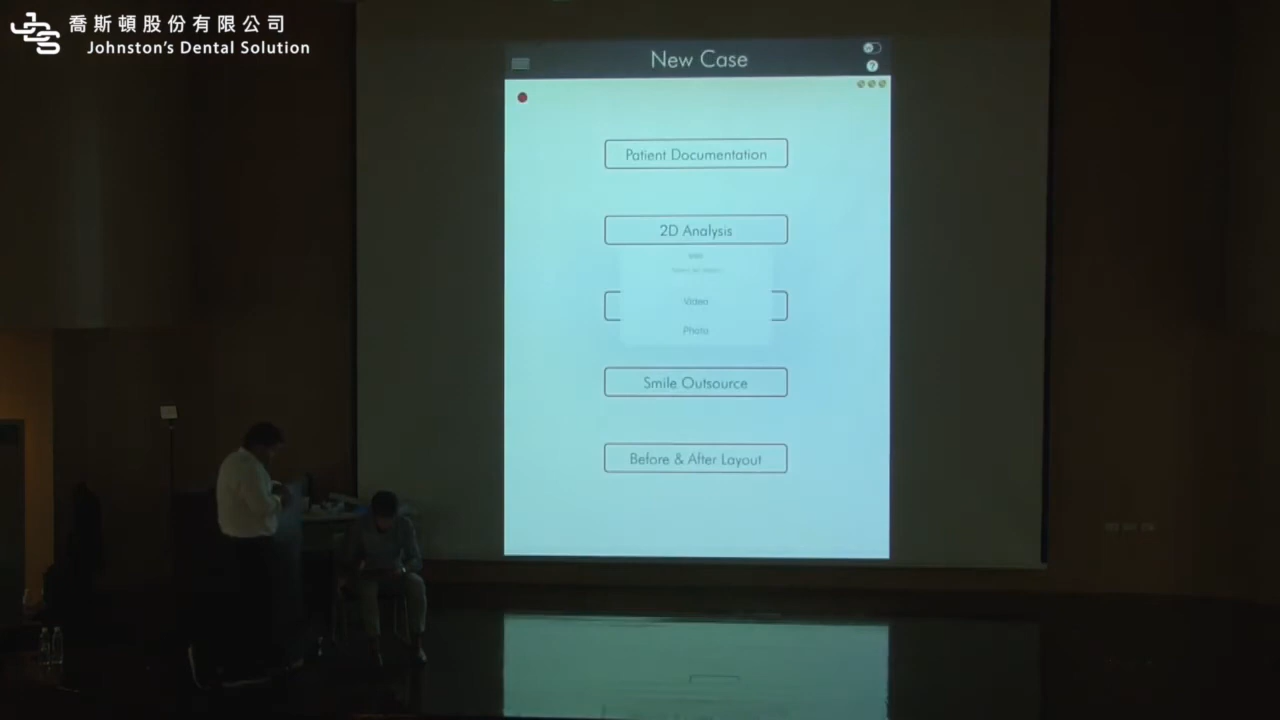 喬斯頓股份有限公司
Johnston's Dental Solution
New Case
?
Patient Documentation
2D Analysis
Video
Photo
Smile Outsource
Before & After Layout